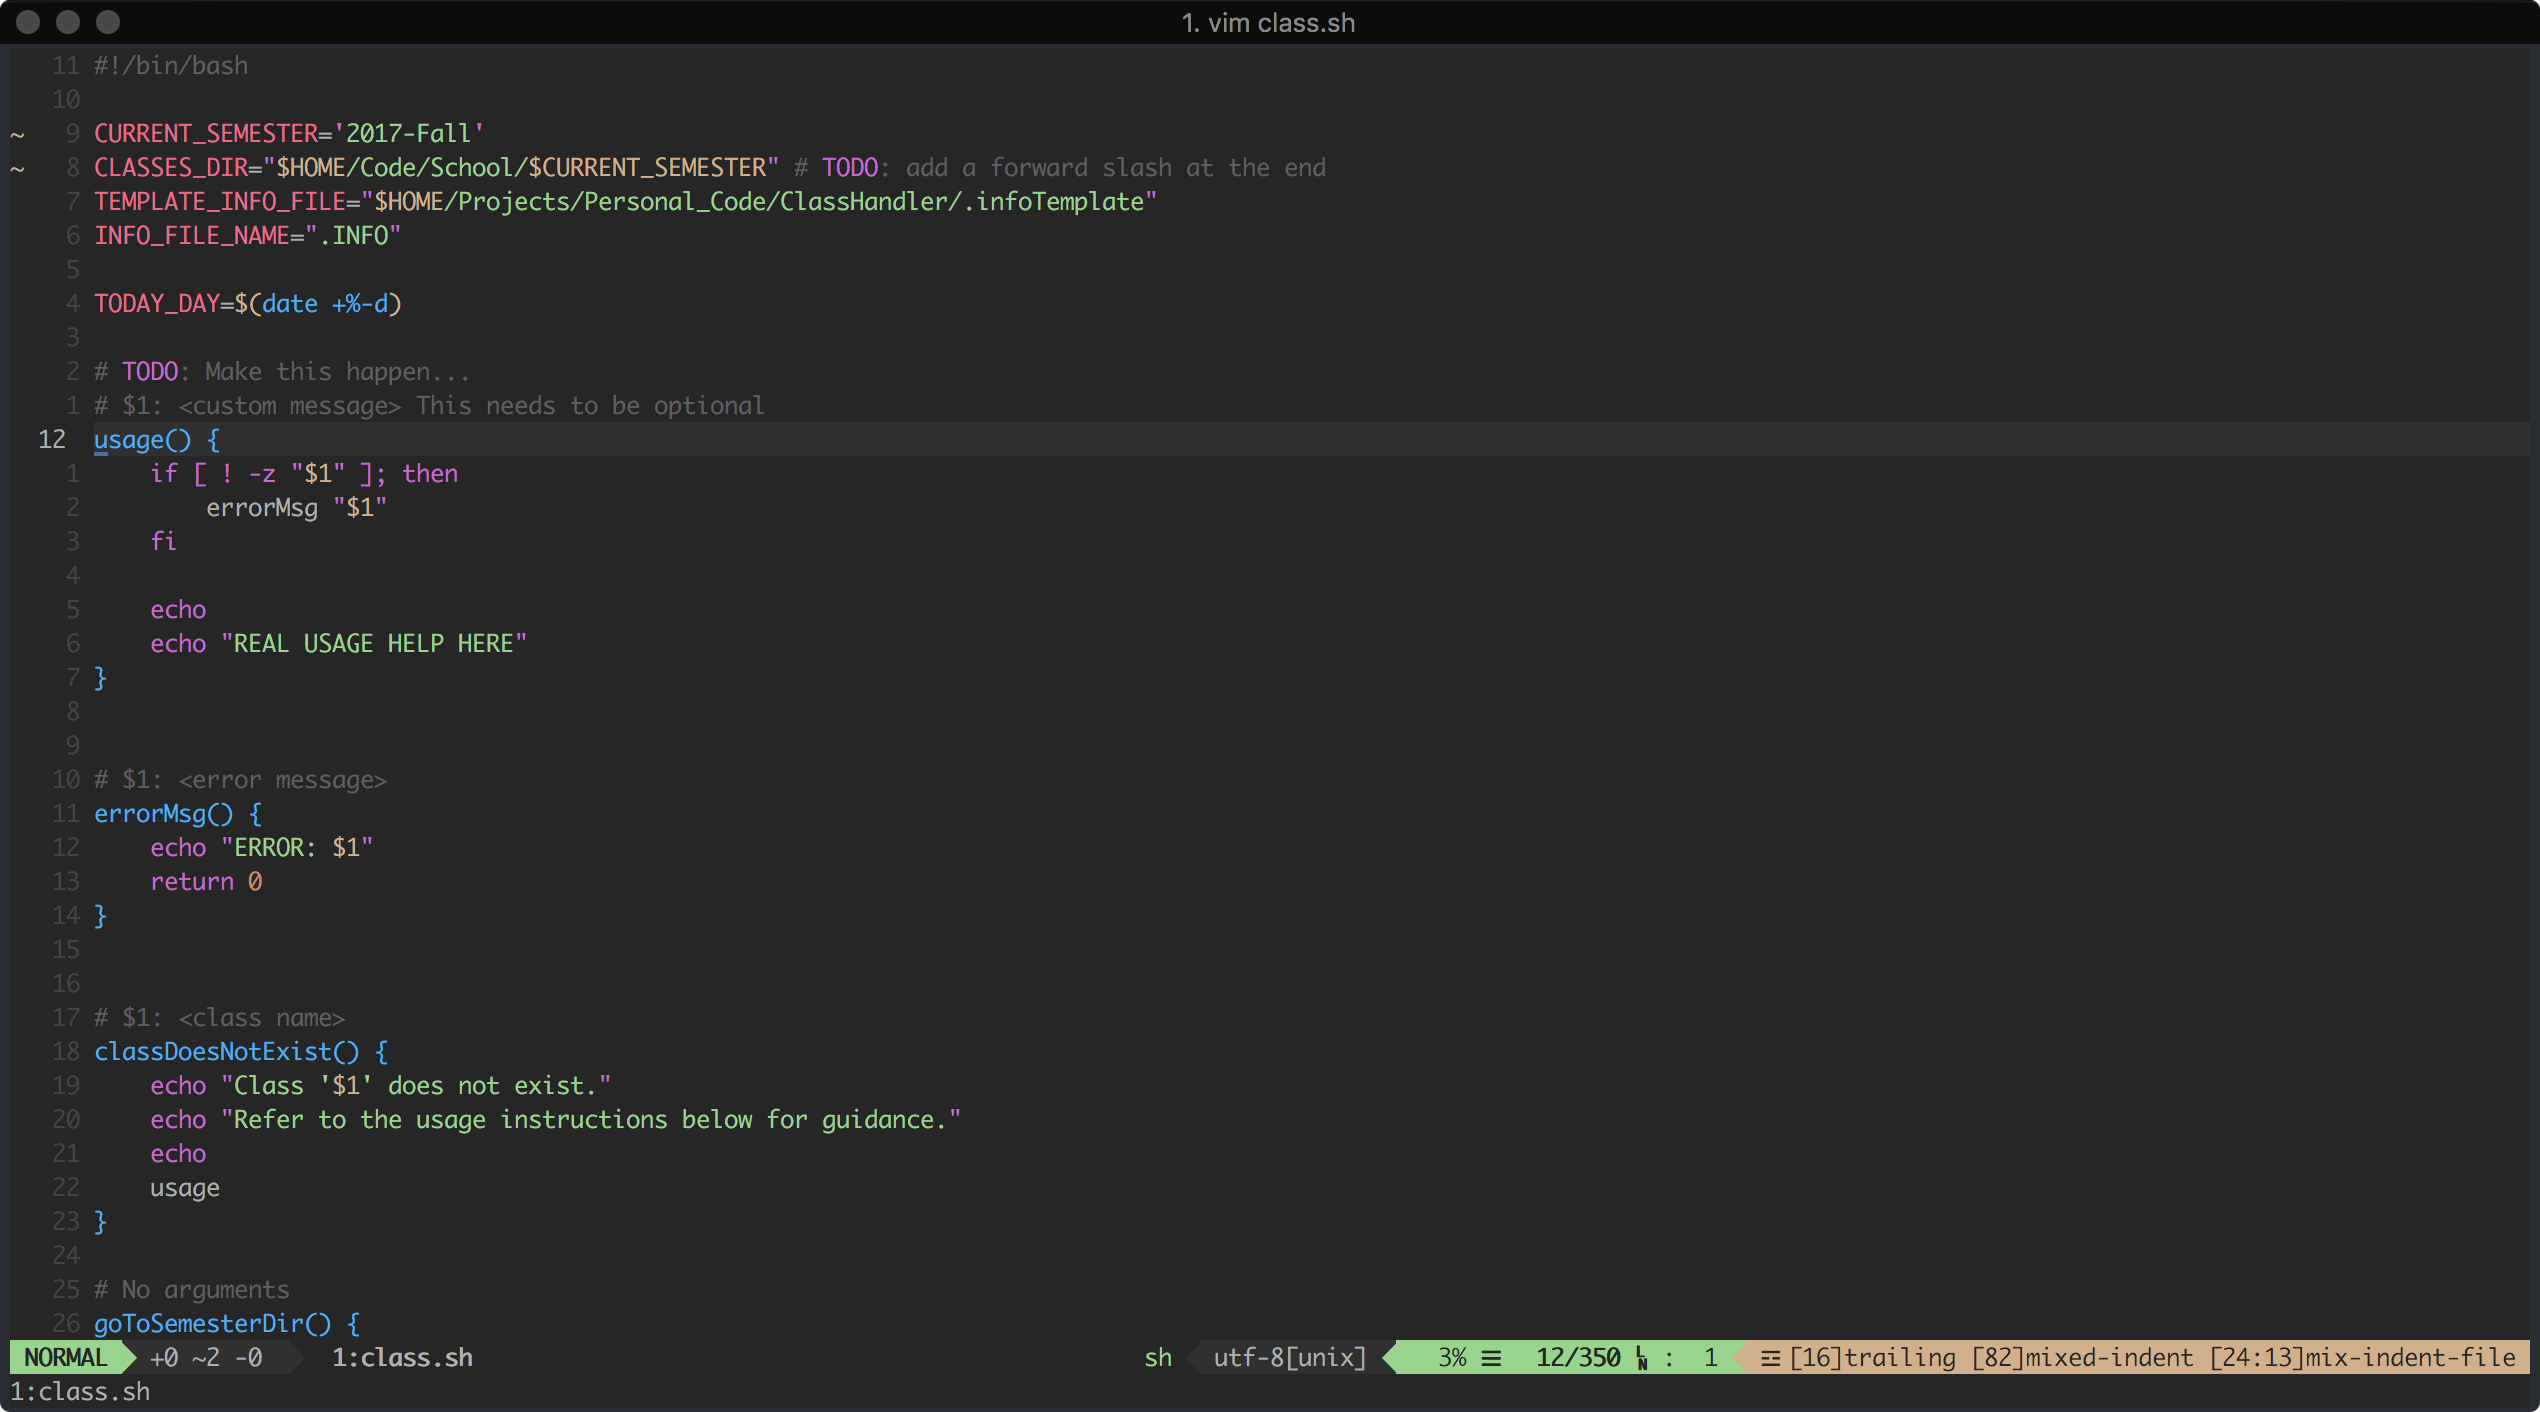 1. vim class.sh
11 #!/bin/bash
10
~ 9 CURRENT_SEMESTER='2017-Fall'
~ 8 CLASSES_DIR="$HOME/Code/School/$CURRENT_SEMESTER" # TODO: add a forward slash at the end
7 TEMPLATE_INFO_FILE="$HOME/Projects/Personal_Code/ClassHandler/.infoTemplate"
6 INFO_FILE_NAME=".INFO"
5
4 TODAY_DAY=$(date +%-d)
3
2 # TODO: Make this happen...
1 # $1: <custom message> This needs to be optional
12 usage() {
1     if [ ! -z "$1" ]; then
2         errorMsg "$1"
3     fi
4
5     echo
6     echo "REAL USAGE HELP HERE"
7 }
8
9
10 # $1: <error message>
11 errorMsg() {
12     echo "ERROR: $1"
13     return 0
14 }
15
16
17 # $1: <class name>
18 classDoesNotExist() {
19     echo "Class '$1' does not exist."
20     echo "Refer to the usage instructions below for guidance."
21     echo
22     usage
23 }
24
25 # No arguments
26 goToSemesterDir() {
NORMAL +0 ~2 -0 1:class.sh sh utf-8[unix] 3% ☰ 12/350 ␤ : 1 ☲ [16]trailing [82]mixed-indent [24:13]mix-indent-file
1:class.sh